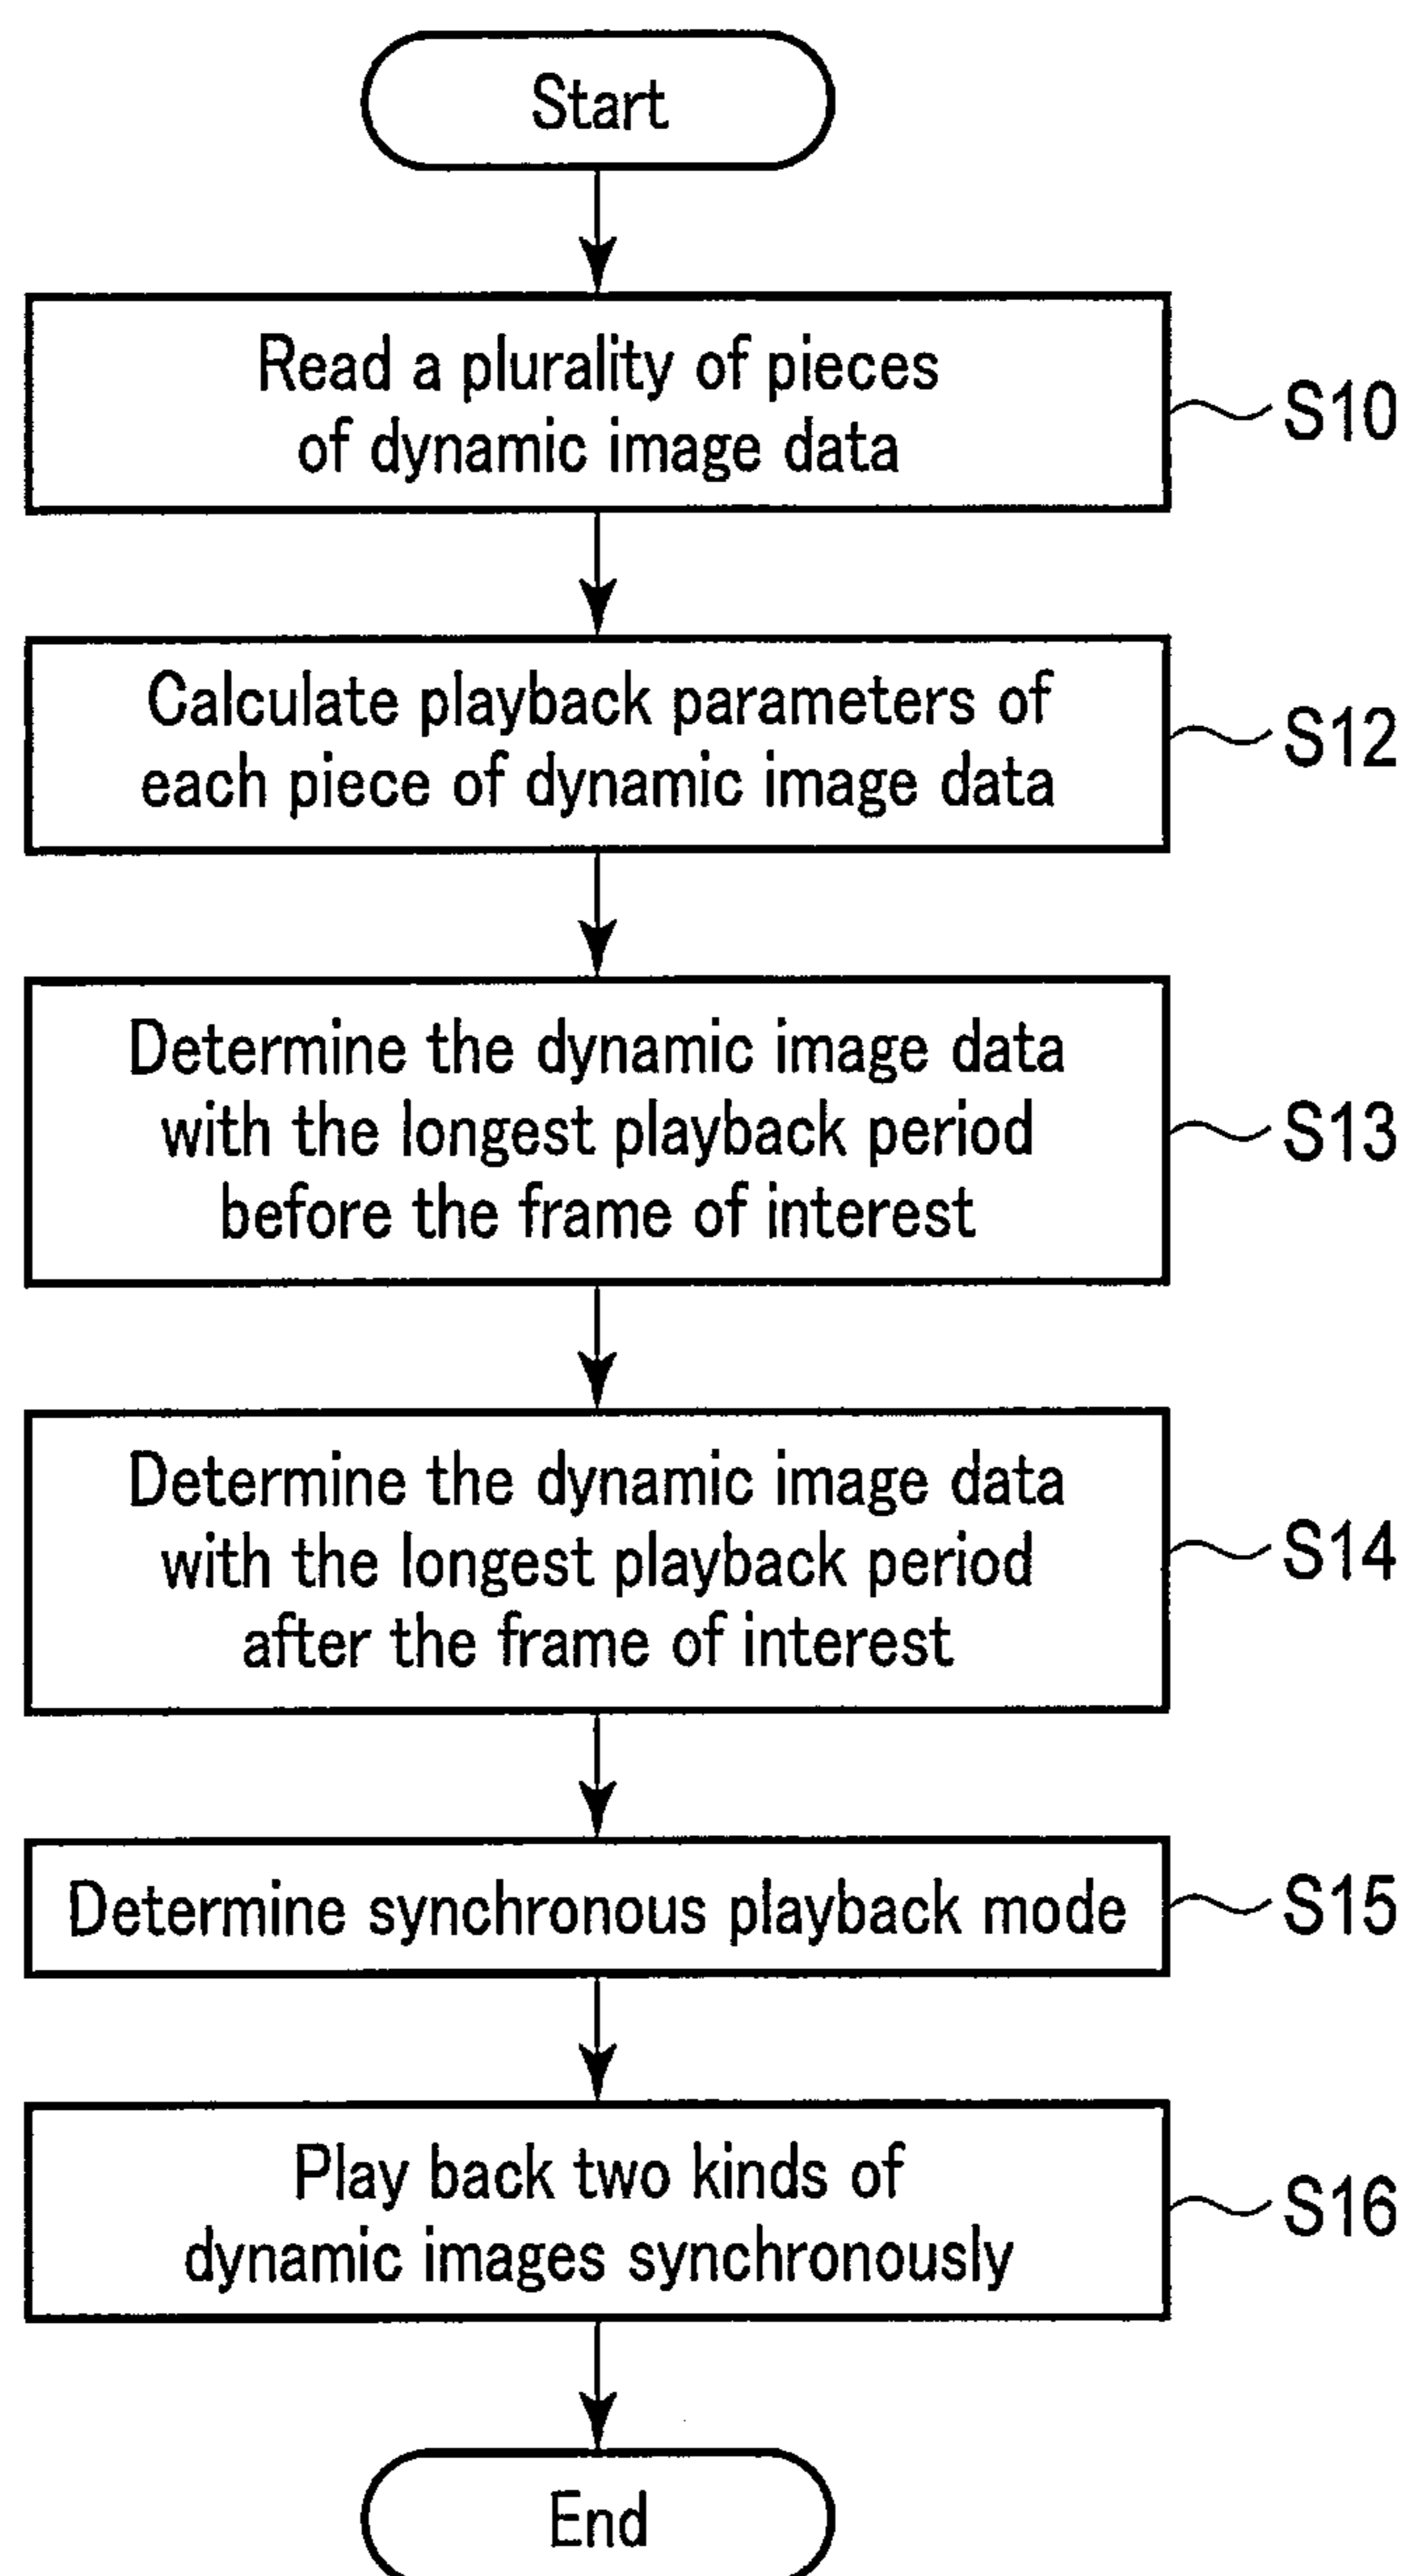 Start
Read a plurality of pieces
of dynamic image data
S10
Calculate playback parameters of
each piece of dynamic image data
S12
Determine the dynamic image data
with the longest playback period
before the frame of interest
S13
Determine the dynamic image data
with the longest playback period
after the frame of interest
S14
Determine synchronous playback mode
S15
Play back two kinds of
dynamic images synchronously
S16
End